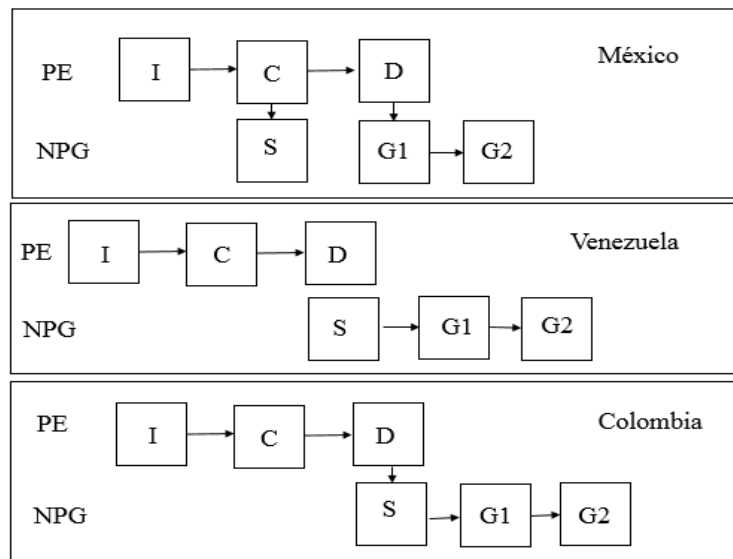 PE I C D México
NPG S G1 G2
PE I C D Venezuela
NPG S G1 G2
PE I C D Colombia
NPG S G1 G2